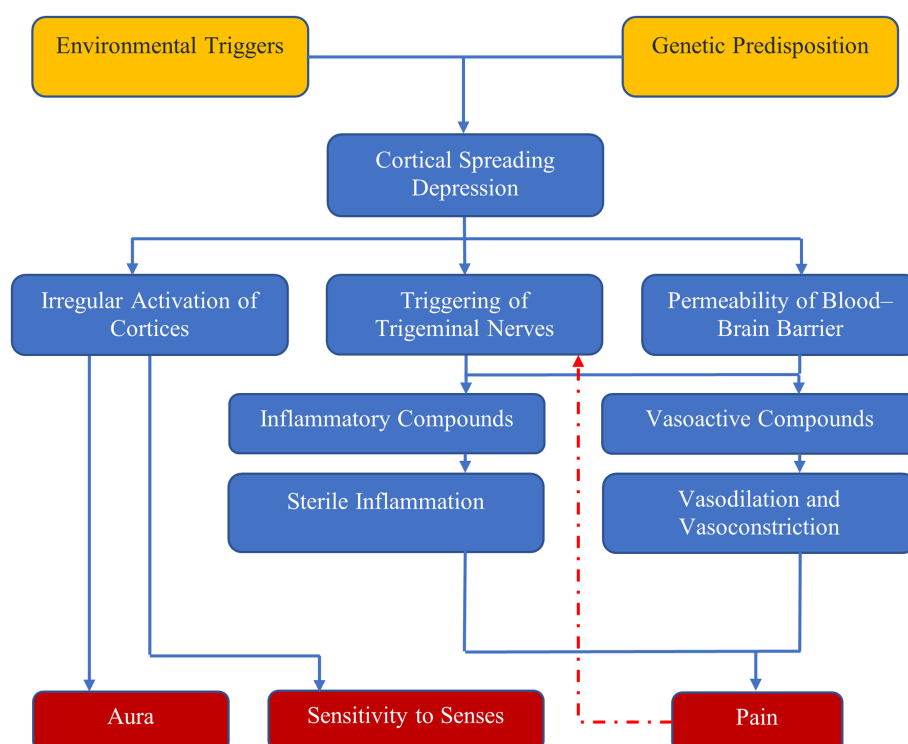 Environmental Triggers
Genetic Predisposition
Cortical Spreading
Depression
Irregular Activation of
Cortices
Triggering of
Trigeminal Nerves
Permeability of Blood–
Brain Barrier
Inflammatory Compounds
Vasoactive Compounds
Sterile Inflammation
Vasodilation and
Vasoconstriction
Aura
Sensitivity to Senses
Pain